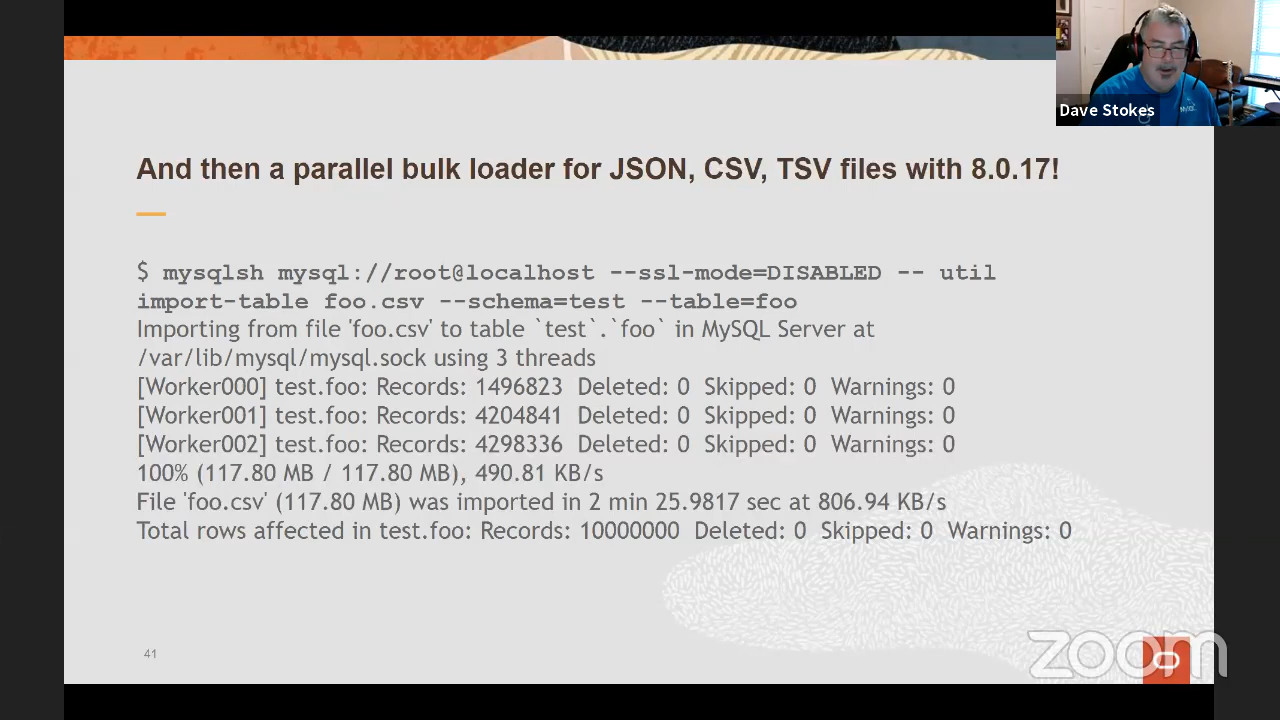 Dave Stokes
And then a parallel bulk loader for JSON, CSV, TSV files with 8.0.17!
$ mysqlsh mysql://root@localhost --ssl-mode=DISABLED -- util
import-table foo.csv --schema=test --table=foo
Importing from file 'foo.csv' to table `test`.`foo` in MySQL Server at
/var/lib/mysql/mysql.sock using 3 threads
[Worker000] test.foo: Records: 1496823 Deleted: 0 Skipped: 0 Warnings: 0
[Worker001] test.foo: Records: 4204841 Deleted: 0 Skipped: 0 Warnings: 0
[Worker002] test.foo: Records: 4298336 Deleted: 0 Skipped: 0 Warnings: 0
100% (117.80 MB / 117.80 MB), 490.81 KB/s
File 'foo.csv' (117.80 MB) was imported in 2 min 25.9817 sec at 806.94 KB/s
Total rows affected in test.foo: Records: 10000000 Deleted: 0 Skipped: 0 Warnings: 0
41
zoom